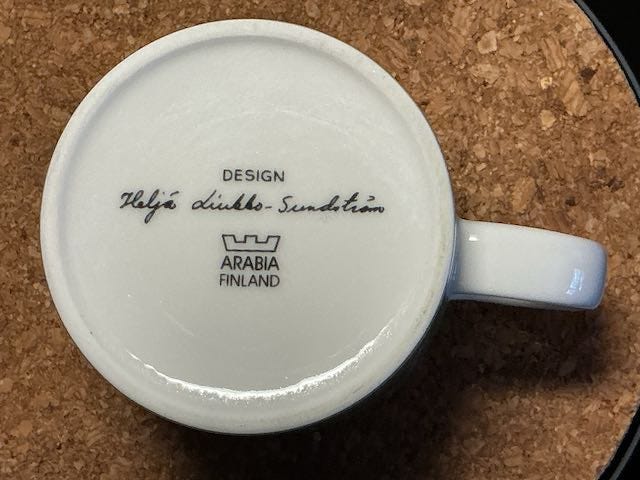 DESIGN
Heljä Liukko-Sundström
ARABIA
FINLAND